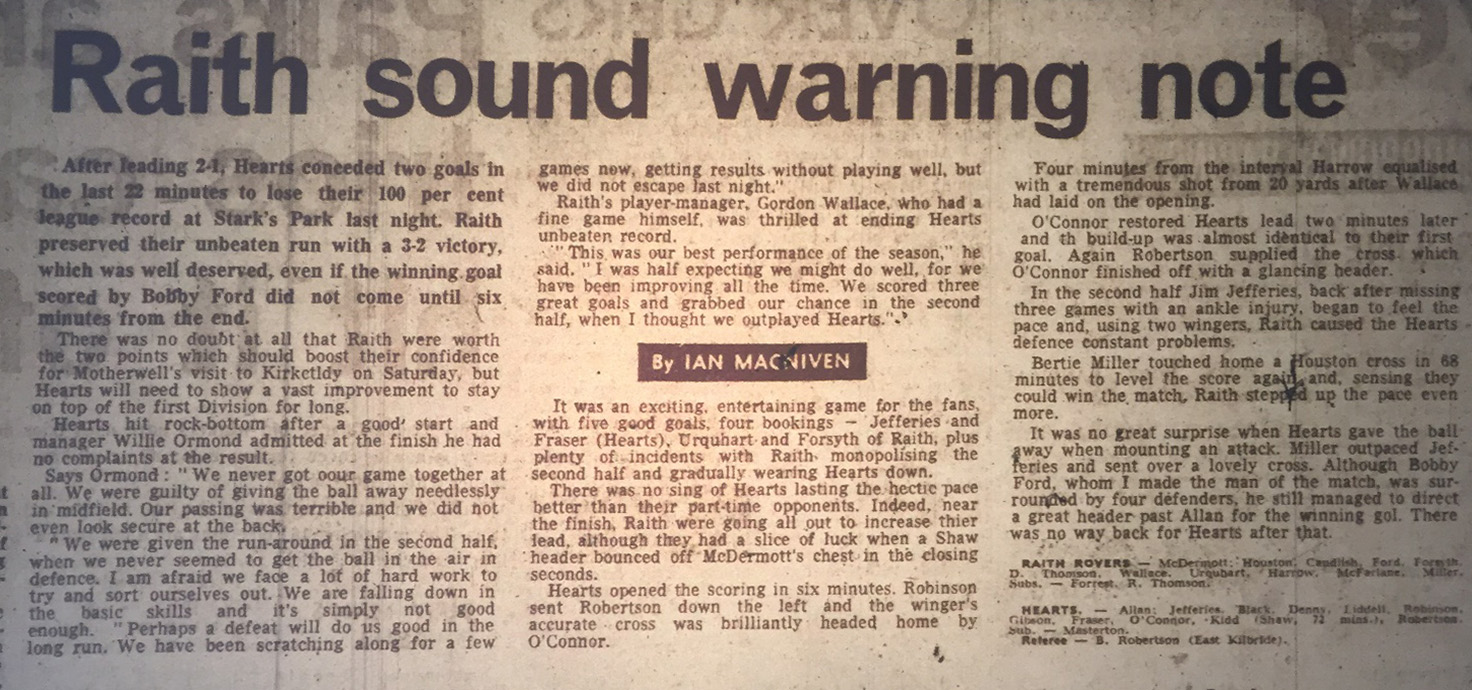 Raith sound warning note
After leading 2-1, Hearts conceded two goals in
the last 22 minutes to lose their 100 per cent
league record at Stark's Park last night. Raith
preserved their unbeaten run with a 3-2 victory,
which was well deserved, even if the winning goal
scored by Bobby Ford did not come until six
minutes from the end.
There was no doubt at all that Raith were worth
the two points which should boost their confidence
for Motherwell's visit to Kirkctldy on Saturday, but
Hearts will need to show a vast improvement to stay
on top of the first Division for long.
Hearts hit rock-bottom after a good start and
manager Willie Ormond admitted at the finish he had
no complaints at the result.
Says Ormond: "We never got oour game together at
all. We were guilty of giving the ball away needlessly
in midfield. Our passing was terrible and we did not
even look secure at the back.
"We were given the run-around in the second half,
when we never seemed to get the ball in the air in
defence. I am afraid we face a lot of hard work to
try and sort ourselves out. We are falling down in
the basic skills and it's simply not good
enough. "Perhaps a defeat will do us good in the
long run. We have been scratching along for a few
games now, getting results without playing well, but
we did not escape last night."
Raith's player-manager, Gordon Wallace, who had a
fine game himself, was thrilled at ending Hearts
unbeaten record.
"This was our best performance of the season," he
said. "I was half expecting we might do well, for we
have been improving all the time. We scored three
great goals and grabbed our chance in the second
half, when I thought we outplayed Hearts."
By IAN MACNIVEN
It was an exciting, entertaining game for the fans,
with five good goals, four bookings — Jefferies and
Fraser (Hearts), Urquhart and Forsyth of Raith, plus
plenty of incidents with Raith monopolising the
second half and gradually wearing Hearts down.
There was no sing of Hearts lasting the hectic pace
better than their part-time opponents. Indeed, near
the finish, Raith were going all out to increase thier
lead, although they had a slice of luck when a Shaw
header bounced off McDermott's chest in the closing
seconds.
Hearts opened the scoring in six minutes. Robinson
sent Robertson down the left and the winger's
accurate cross was brilliantly headed home by
O'Connor.
Four minutes from the interval Harrow equalised
with a tremendous shot from 20 yards after Wallace
had laid on the opening.
O'Connor restored Hearts lead two minutes later
and th build-up was almost identical to their first
goal. Again Robertson supplied the cross which
O'Connor finished off with a glancing header.
In the second half Jim Jefferies, back after missing
three games with an ankle injury, began to feel the
pace and, using two wingers, Raith caused the Hearts
defence constant problems.
Bertie Miller touched home a Houston cross in 68
minutes to level the score again and, sensing they
could win the match, Raith stepped up the pace even
more.
It was no great surprise when Hearts gave the ball
away when mounting an attack. Miller outpaced Jef-
feries and sent over a lovely cross. Although Bobby
Ford, whom I made the man of the match, was sur-
rounded by four defenders, he still managed to direct
a great header past Allan for the winning gol. There
was no way back for Hearts after that.
RAITH ROVERS — McDermott; Houston, Candlish, Ford, Forsyth,
D. Thomson, Wallace, Urquhart, Harrow, McFarlane, Miller.
Subs. — Forrest, R. Thomson.
HEARTS. — Allan; Jefferies, Black, Denny, Liddell, Robinson,
Gibson, Fraser, O'Connor, Kidd (Shaw, 72 mins.), Robertson.
Sub. — Masterton.
Referee — B. Robertson (East Kilbride).